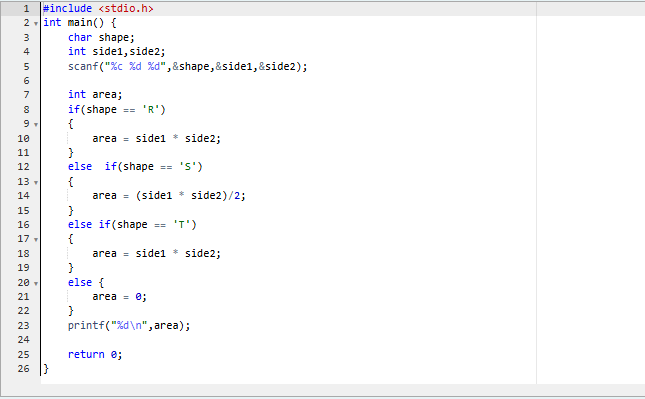 1 #include <stdio.h>
2 int main() {
3     char shape;
4     int side1,side2;
5     scanf("%c %d %d",&shape,&side1,&side2);
6
7     int area;
8     if(shape == 'R')
9     {
10         area = side1 * side2;
11     }
12     else  if(shape == 'S')
13     {
14         area = (side1 * side2)/2;
15     }
16     else if(shape == 'T')
17     {
18         area = side1 * side2;
19     }
20     else {
21         area = 0;
22     }
23     printf("%d\n",area);
24
25     return 0;
26 }